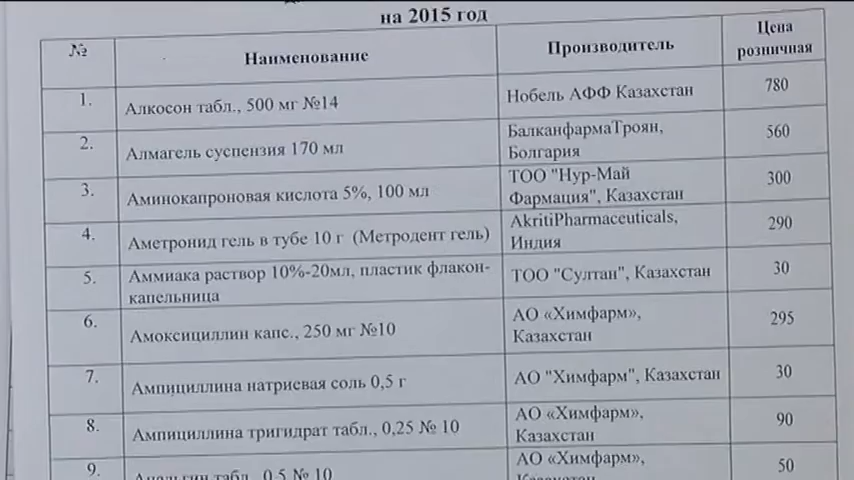 на 2015 год
№ Наименование Производитель Цена розничная
1. Алкосон табл., 500 мг №14 Нобель АФФ Казахстан 780
2. Алмагель суспензия 170 мл БалканфармаТроян, Болгария 560
3. Аминокапроновая кислота 5%, 100 мл ТОО "Нур-Май Фармация", Казахстан 300
4. Аметронид гель в тубе 10 г (Метродент гель) AkritiPharmaceuticals, Индия 290
5. Аммиака раствор 10%-20мл, пластик флакон-капельница ТОО "Султан", Казахстан 30
6. Амоксициллин капс., 250 мг №10 АО «Химфарм», Казахстан 295
7. Ампициллина натриевая соль 0,5 г АО "Химфарм", Казахстан 30
8. Ампициллина тригидрат табл., 0,25 № 10 АО «Химфарм», Казахстан 90
9. Анальгин табл., 0,5 № 10 АО «Химфарм», 50